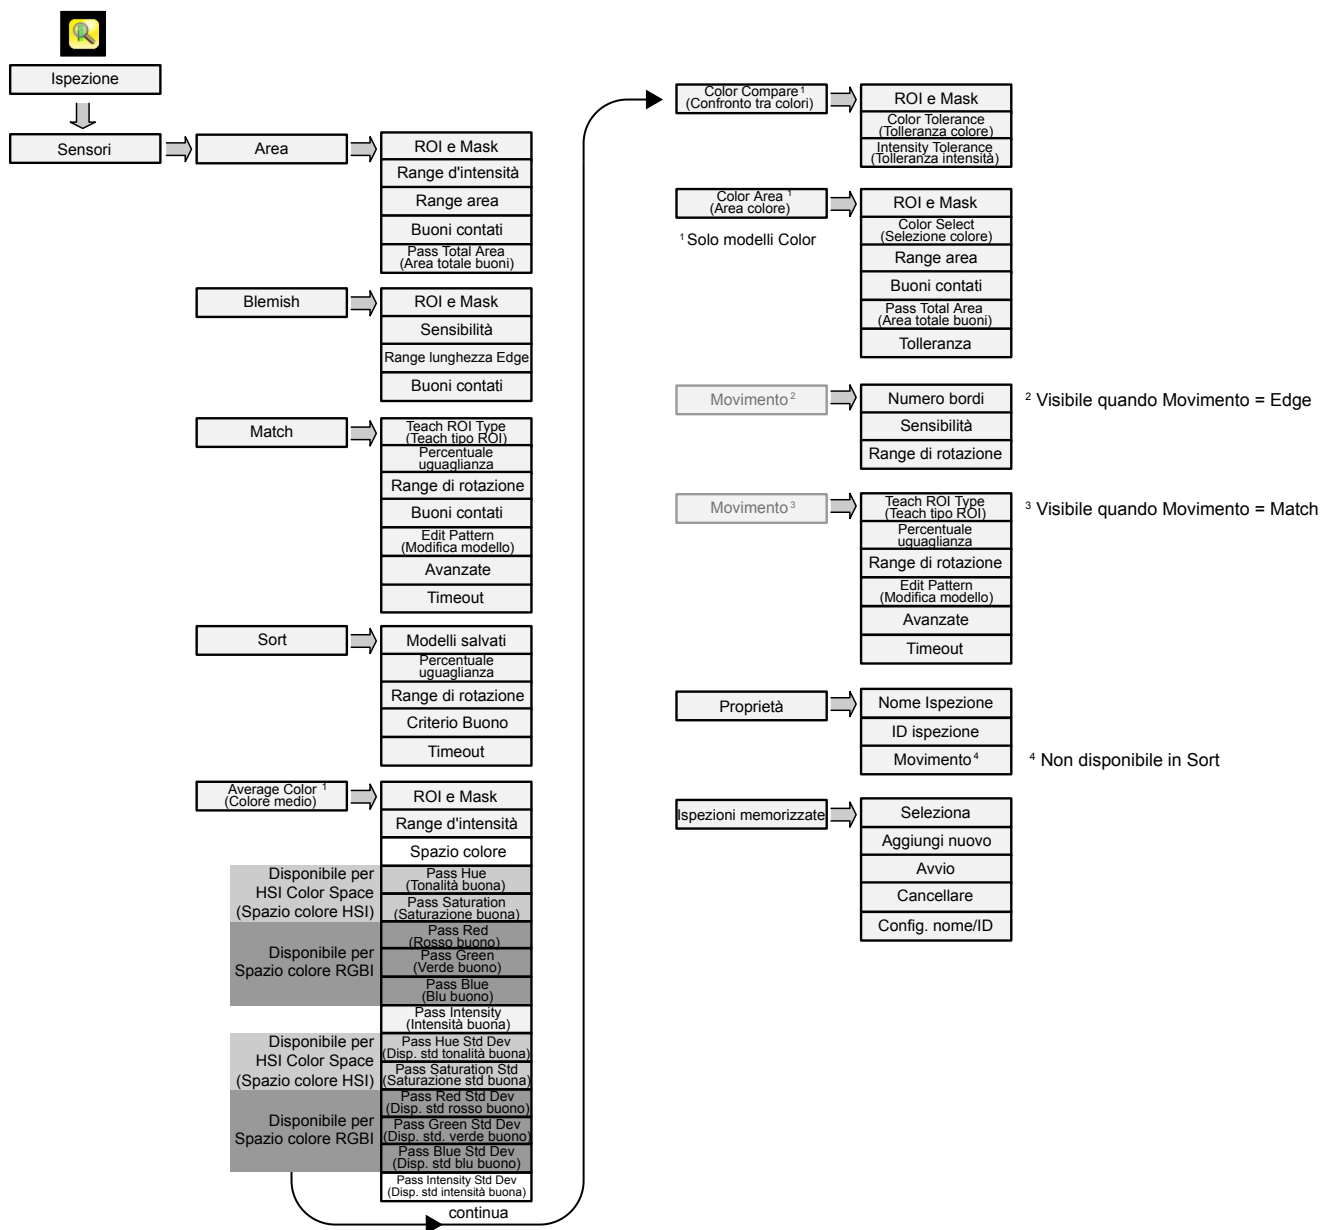 Ispezione
Sensori
Area
ROI e Mask
Range d'intensità
Range area
Buoni contati
Pass Total Area
(Area totale buoni)
Blemish
ROI e Mask
Sensibilità
Range lunghezza Edge
Buoni contati
Match
Teach ROI Type
(Teach tipo ROI)
Percentuale
uguaglianza
Range di rotazione
Buoni contati
Edit Pattern
(Modifica modello)
Avanzate
Timeout
Sort
Modelli salvati
Percentuale
uguaglianza
Range di rotazione
Criterio Buono
Timeout
Average Color 1
(Colore medio)
ROI e Mask
Range d'intensità
Spazio colore
Disponibile per
HSI Color Space
(Spazio colore HSI)
Pass Hue
(Tonalità buona)
Pass Saturation
(Saturazione buona)
Disponibile per
Spazio colore RGBI
Pass Red
(Rosso buono)
Pass Green
(Verde buono)
Pass Blue
(Blu buono)
Pass Intensity
(Intensità buona)
Disponibile per
HSI Color Space
(Spazio colore HSI)
Pass Hue Std Dev
(Disp. std tonalità buona)
Pass Saturation Std
(Saturazione std buona)
Disponibile per
Spazio colore RGBI
Pass Red Std Dev
(Disp. std rosso buono)
Pass Green Std Dev
(Disp. std. verde buono)
Pass Blue Std Dev
(Disp. std blu buono)
Pass Intensity Std Dev
(Disp. std intensità buona)
continua
Color Compare 1
(Confronto tra colori)
ROI e Mask
Color Tolerance
(Tolleranza colore)
Intensity Tolerance
(Tolleranza intensità)
Color Area 1
(Area colore)
1 Solo modelli Color
ROI e Mask
Color Select
(Selezione colore)
Range area
Buoni contati
Pass Total Area
(Area totale buoni)
Tolleranza
Movimento 2
Numero bordi
Sensibilità
Range di rotazione
2 Visibile quando Movimento = Edge
Movimento 3
Teach ROI Type
(Teach tipo ROI)
Percentuale
uguaglianza
Range di rotazione
Edit Pattern
(Modifica modello)
Avanzate
Timeout
3 Visibile quando Movimento = Match
Proprietà
Nome Ispezione
ID ispezione
Movimento 4
4 Non disponibile in Sort
Ispezioni memorizzate
Seleziona
Aggiungi nuovo
Avvio
Cancellare
Config. nome/ID